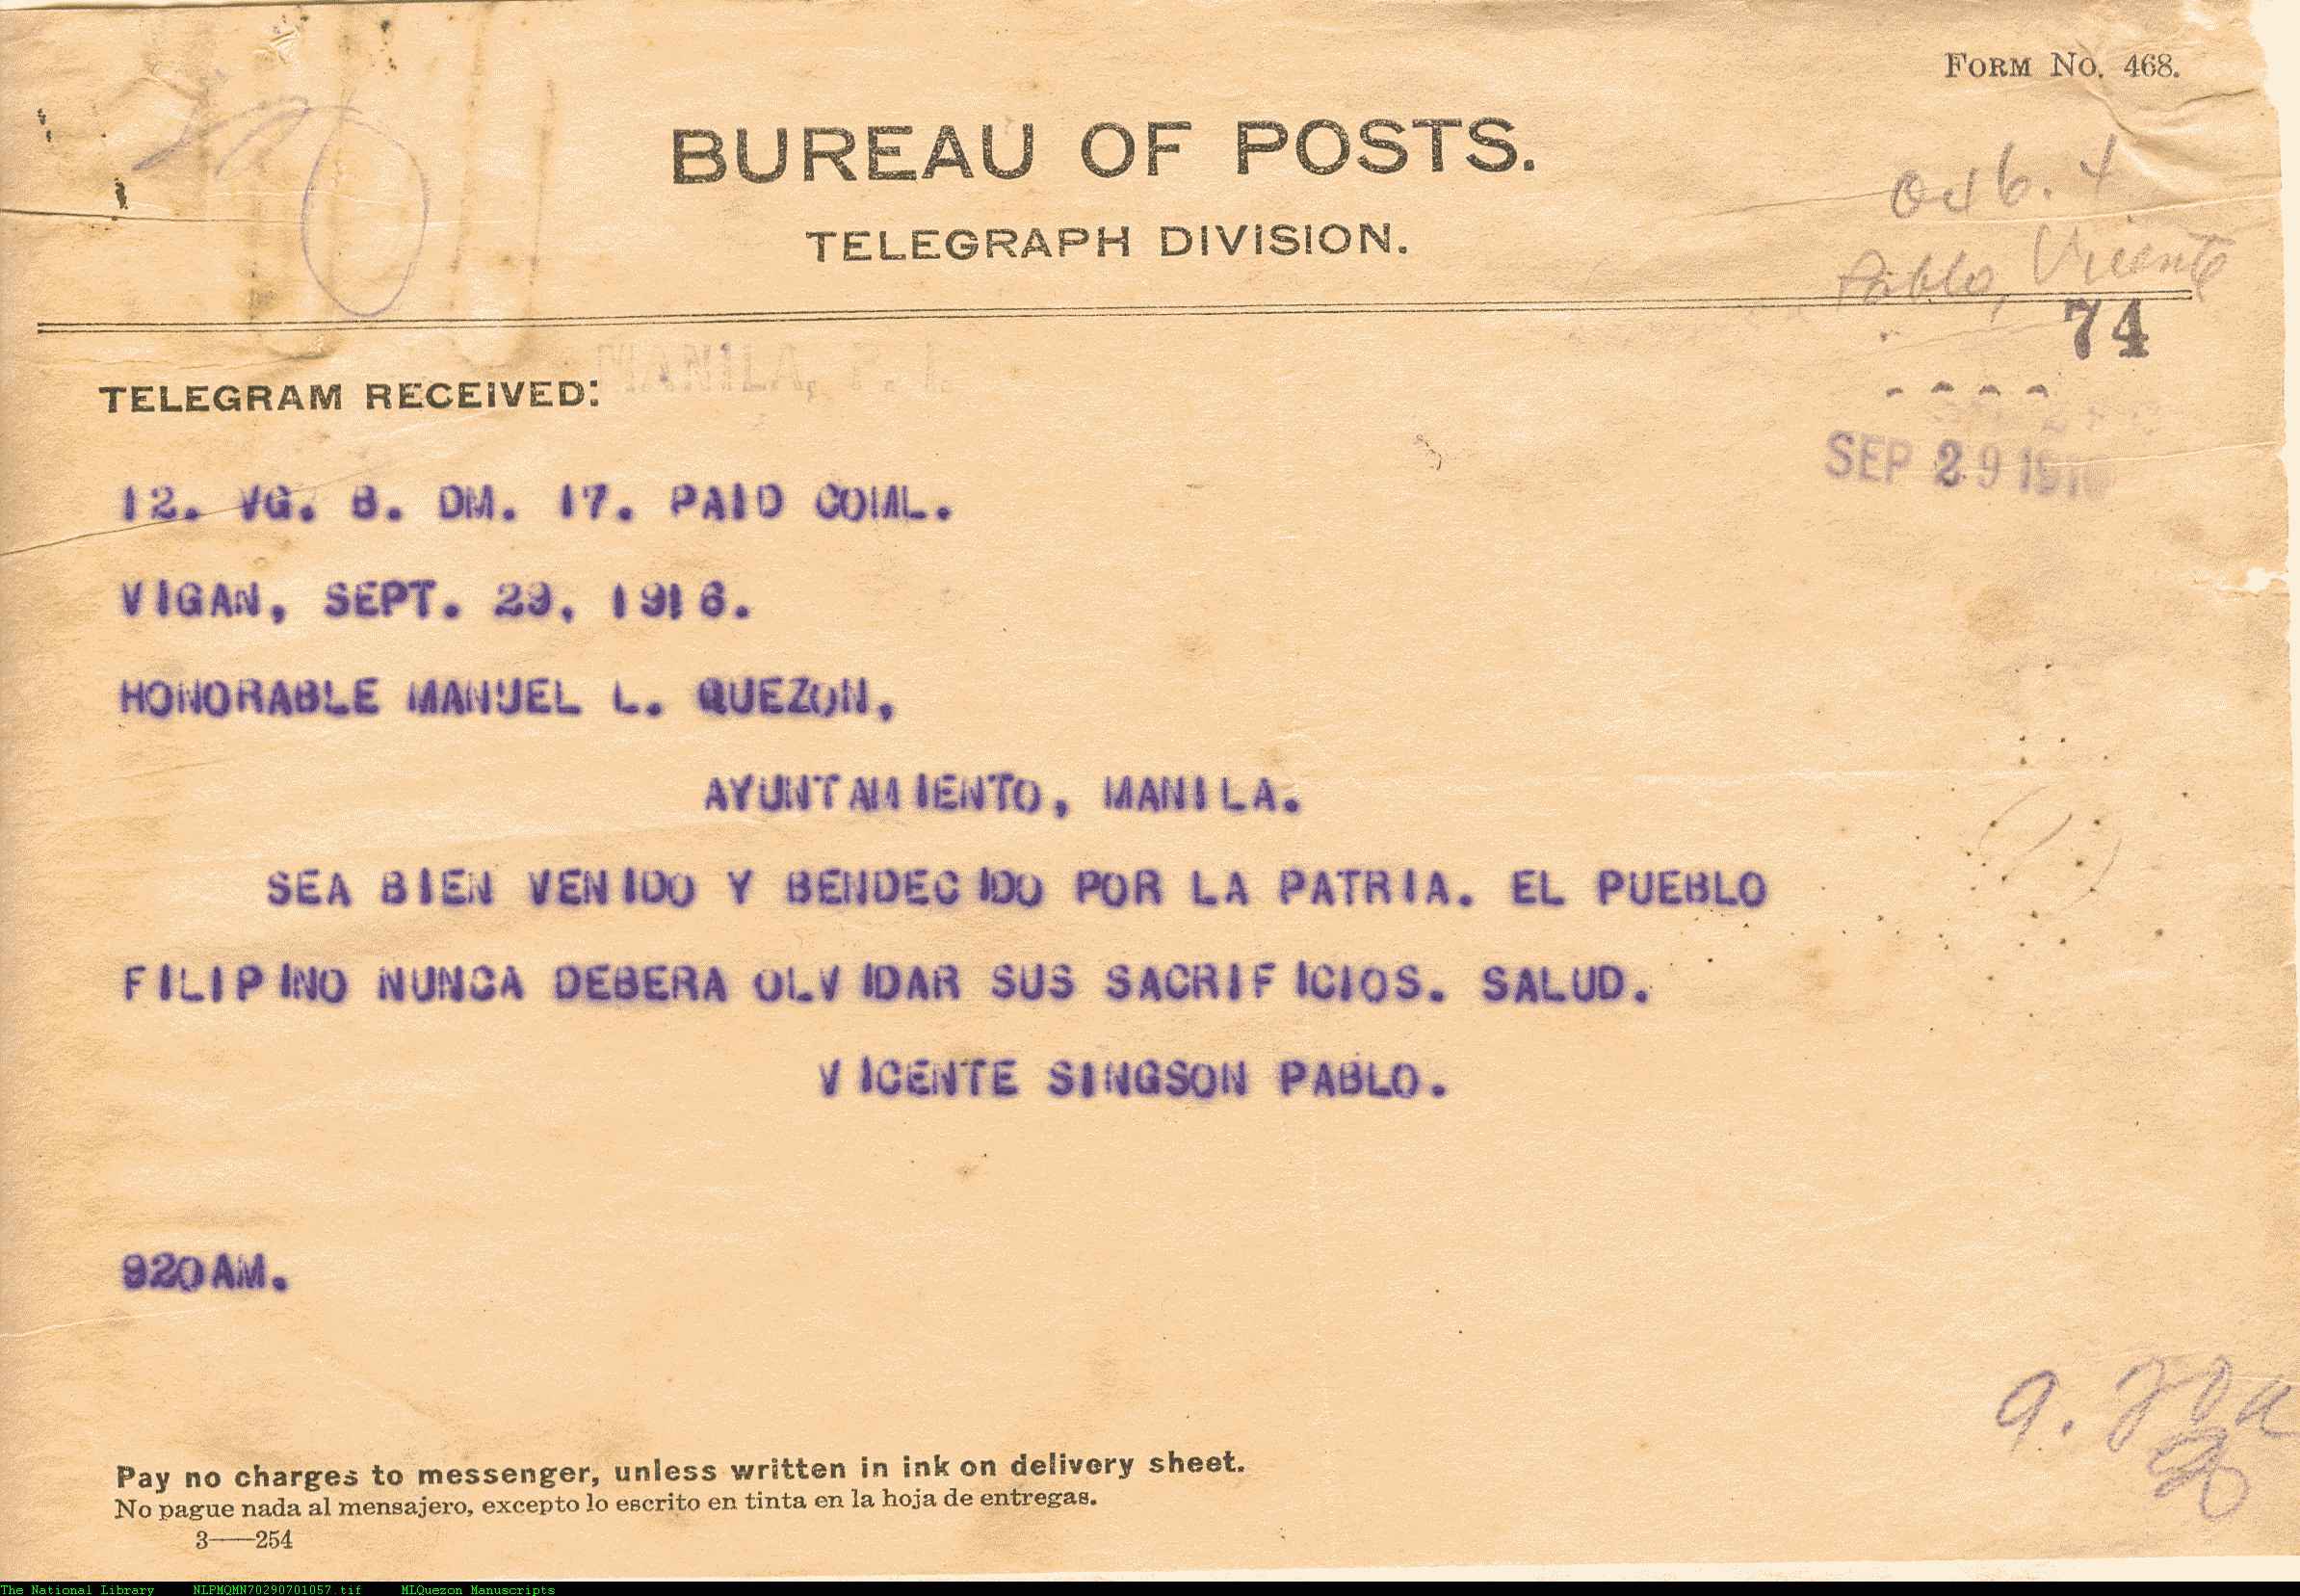 FORM NO. 468.
BUREAU OF POSTS.
TELEGRAPH DIVISION.
Pablo, Vicente
74
MANILA, P. I.
TELEGRAM RECEIVED:
SEP 29 1916
12. VG. B. DM. 17. PAID COML.
VIGAN, SEPT. 29, 1916.
HONORABLE MANUEL L. QUEZON,
AYUNTAMIENTO, MANILA.
SEA BIEN VENIDO Y BENDECIDO POR LA PATRIA. EL PUEBLO
FILIPINO NUNCA DEBERA OLVIDAR SUS SACRIFICIOS. SALUD.
VICENTE SINGSON PABLO.
920AM.
Pay no charges to messenger, unless written in ink on delivery sheet.
No pague nada al mensajero, excepto lo escrito en tinta en la hoja de entregas.
3——254
The National Library NLPMQMN70290701057.tif MLQuezon Manuscripts